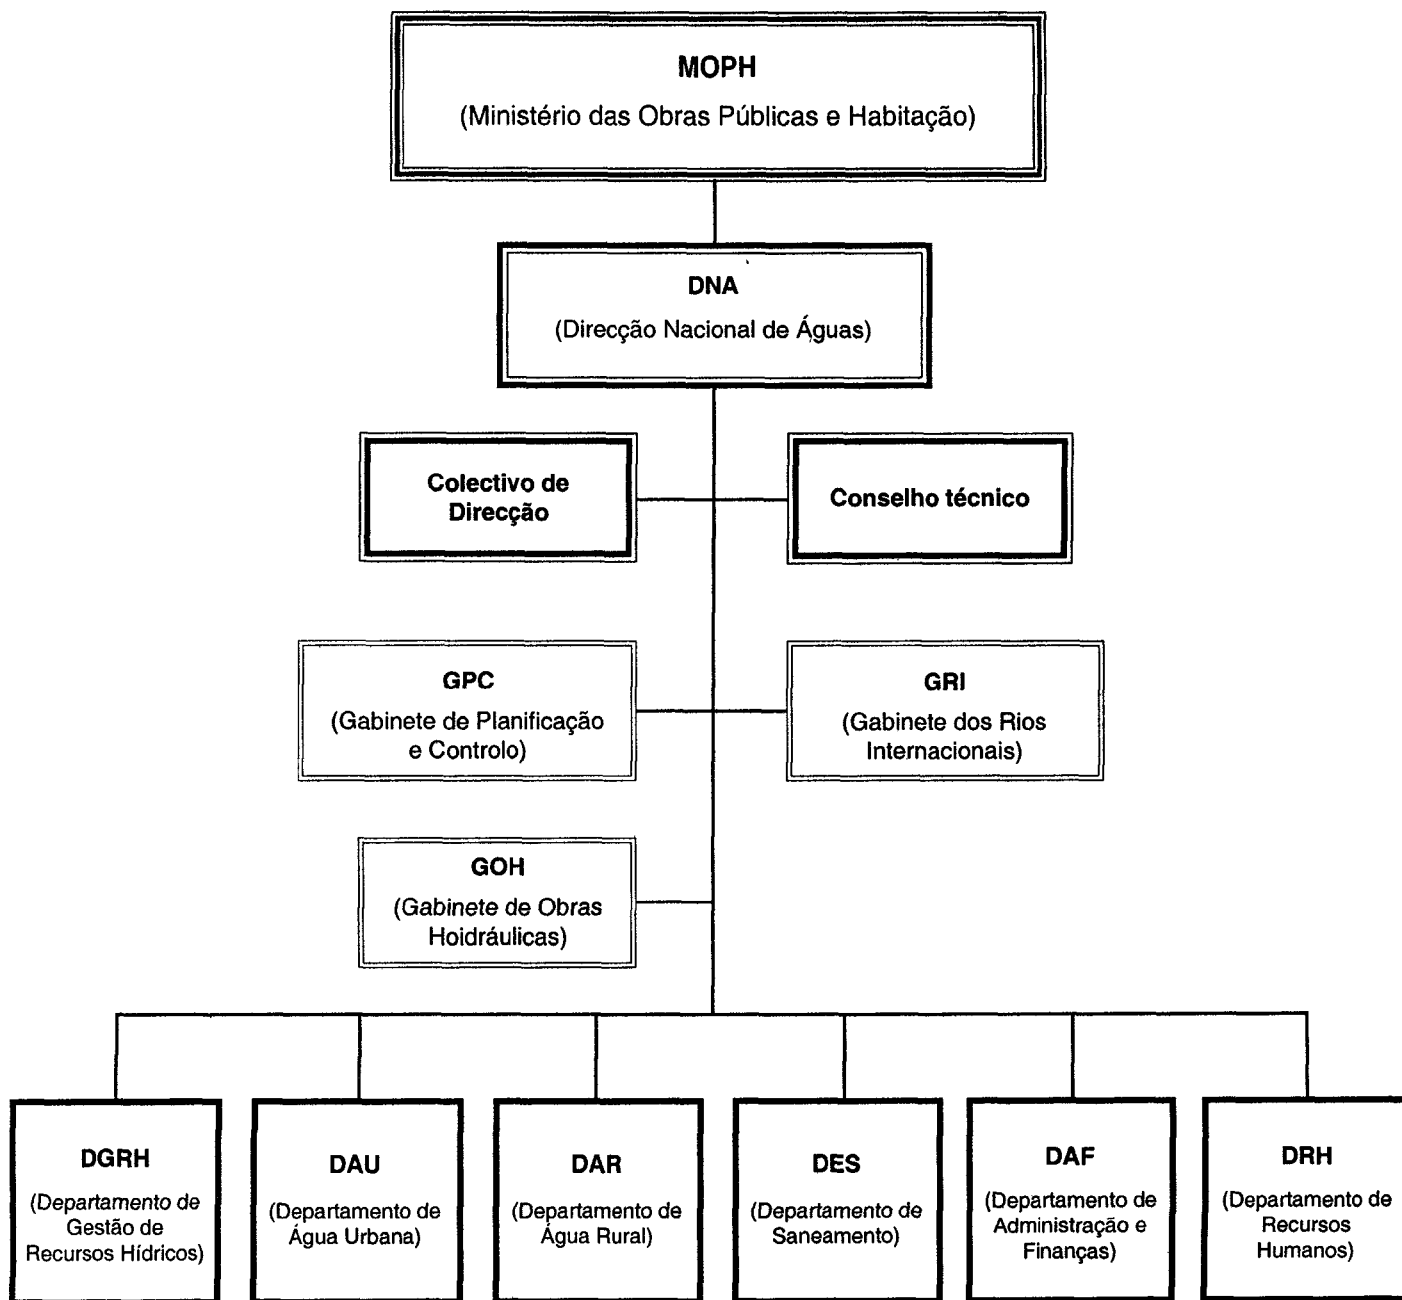 MOPH
(Ministério das Obras Públicas e Habitação)
DNA
(Direcção Nacional de Águas)
Colectivo de
Direcção
Conselho técnico
GPC
(Gabinete de Planificação
e Controlo)
GRI
(Gabinete dos Rios
Internacionais)
GOH
(Gabinete de Obras
Hoidráulicas)
DGRH
(Departamento de
Gestão de
Recursos Hídricos)
DAU
(Departamento de
Água Urbana)
DAR
(Departamento de
Água Rural)
DES
(Departamento de
Saneamento)
DAF
(Departamento de
Administração e
Finanças)
DRH
(Departamento de
Recursos
Humanos)